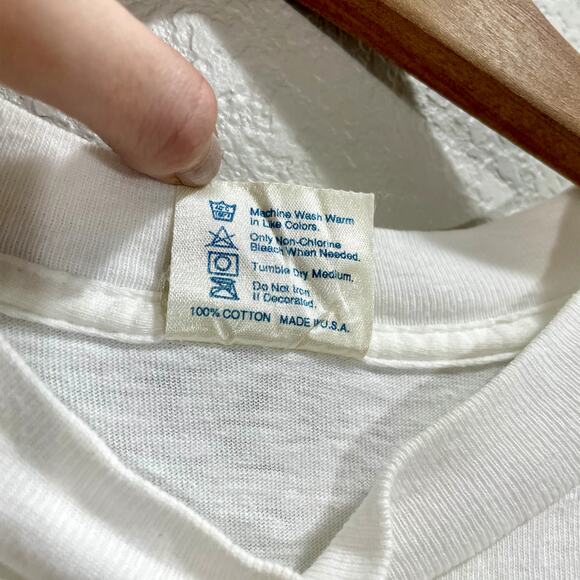 Machine Wash Warm
In Like Colors.
Only Non-Chlorine
Bleach When Needed.
Tumble Dry Medium.
Do Not Iron
If Decorated.
100% COTTON MADE IN U.S.A.